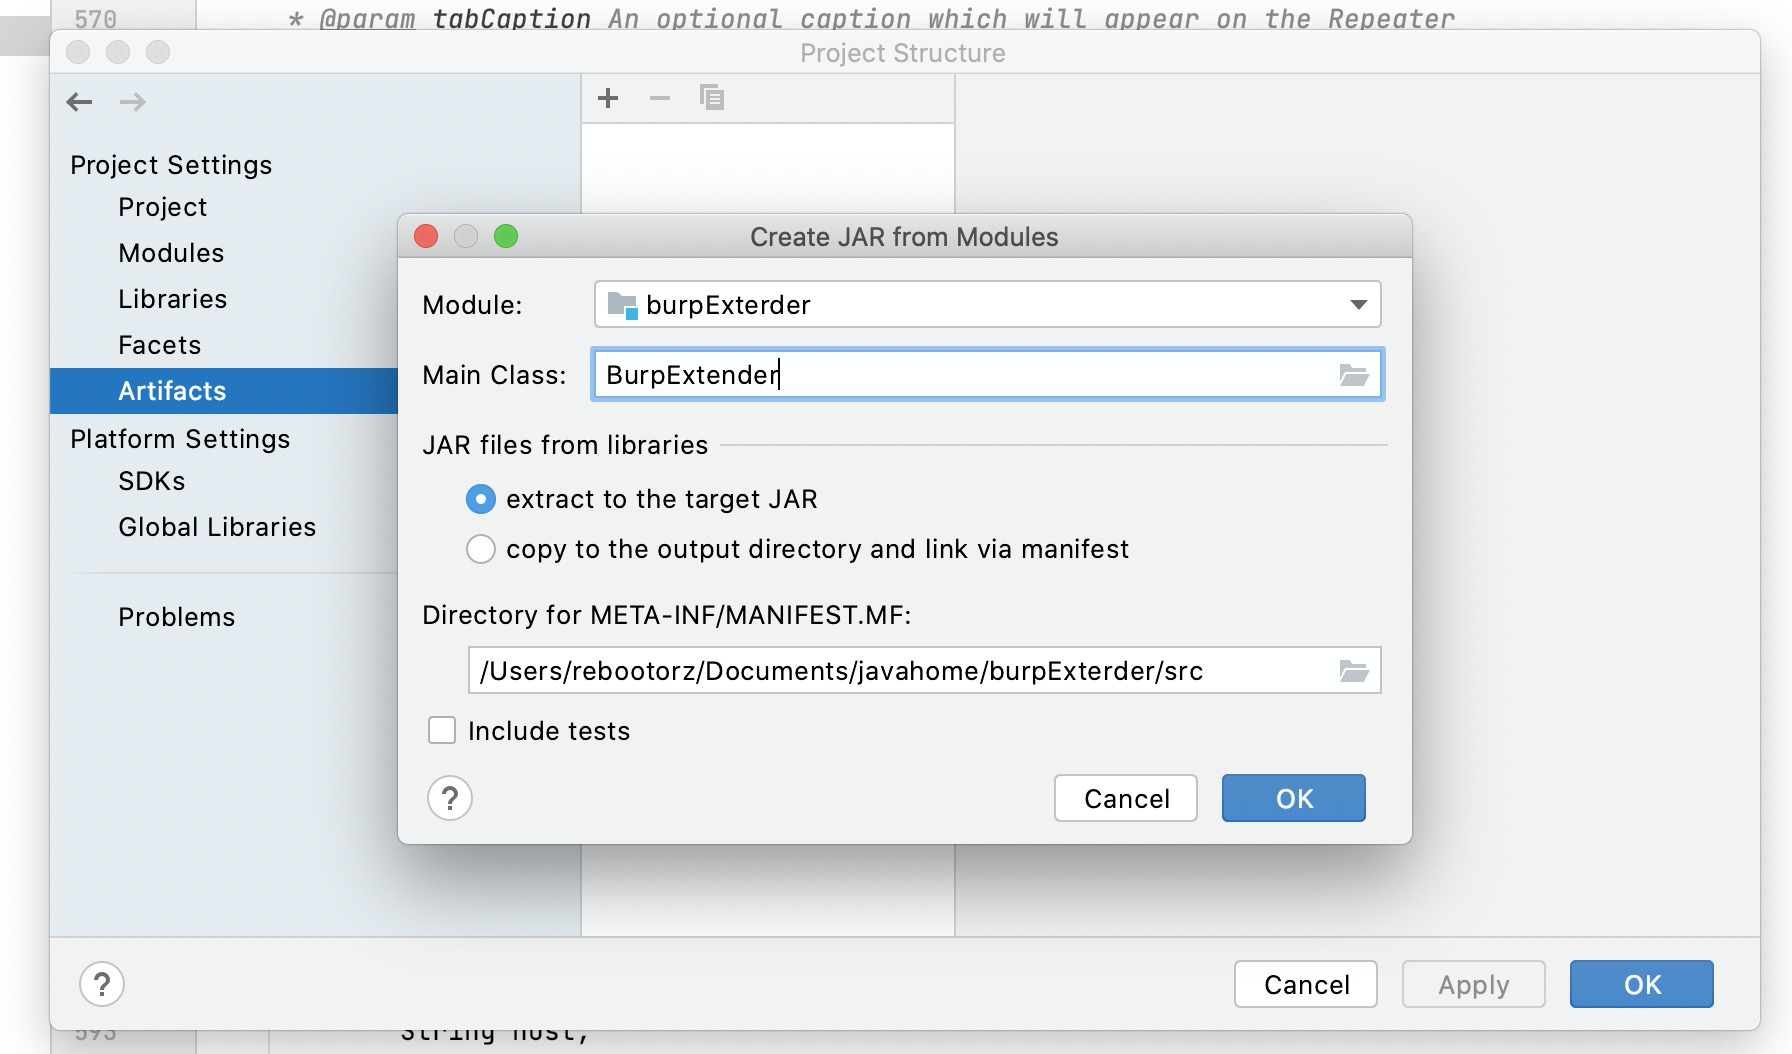 570 * @param tabCaption An optional caption which will appear on the Repeater
Project Structure
Project Settings
Project
Modules
Libraries
Facets
Artifacts
Platform Settings
SDKs
Global Libraries
Problems
Create JAR from Modules
Module: burpExterder
Main Class: BurpExtender
JAR files from libraries
extract to the target JAR
copy to the output directory and link via manifest
Directory for META-INF/MANIFEST.MF:
/Users/rebootorz/Documents/javahome/burpExterder/src
Include tests
? Cancel OK
? Cancel Apply OK
593 String host,